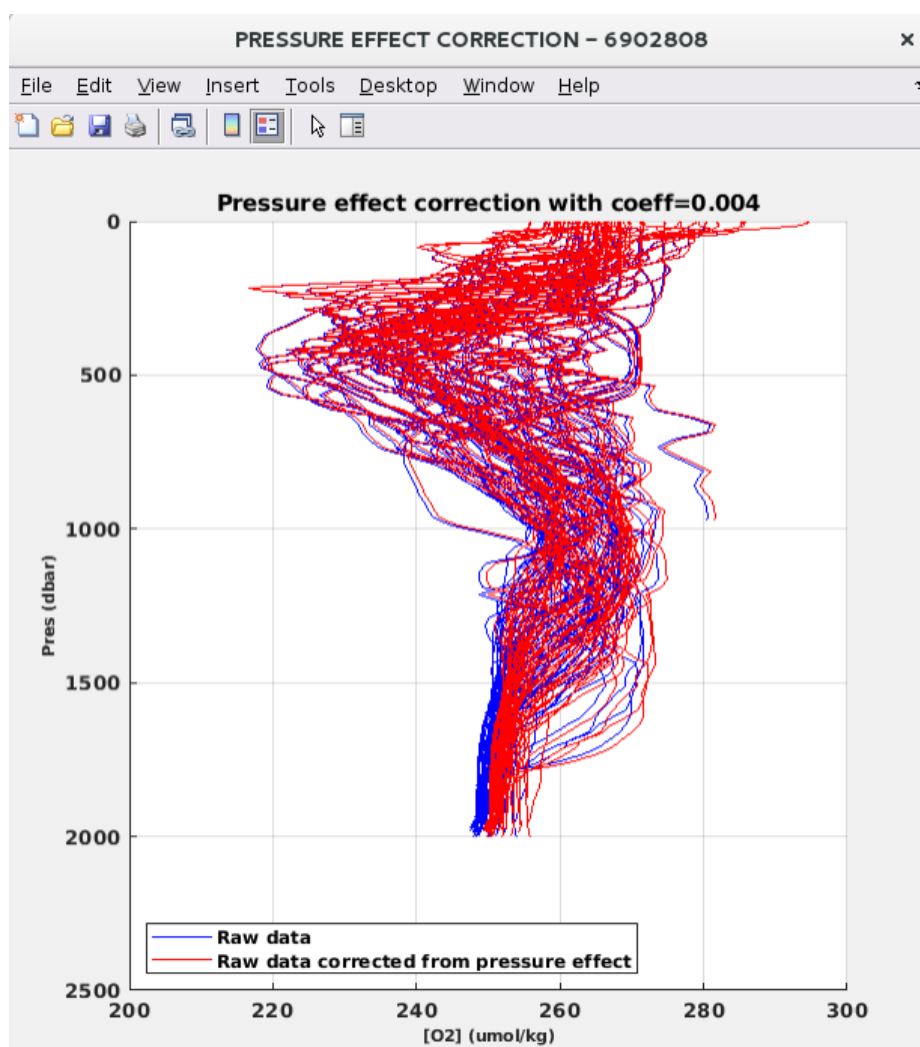 PRESSURE EFFECT CORRECTION – 6902808
File Edit View Insert Tools Desktop Window Help
Pressure effect correction with coeff=0.004
0
500
1000
1500
2000
2500
Pres (dbar)
Raw data
Raw data corrected from pressure effect
200 220 240 260 280 300
[O2] (umol/kg)